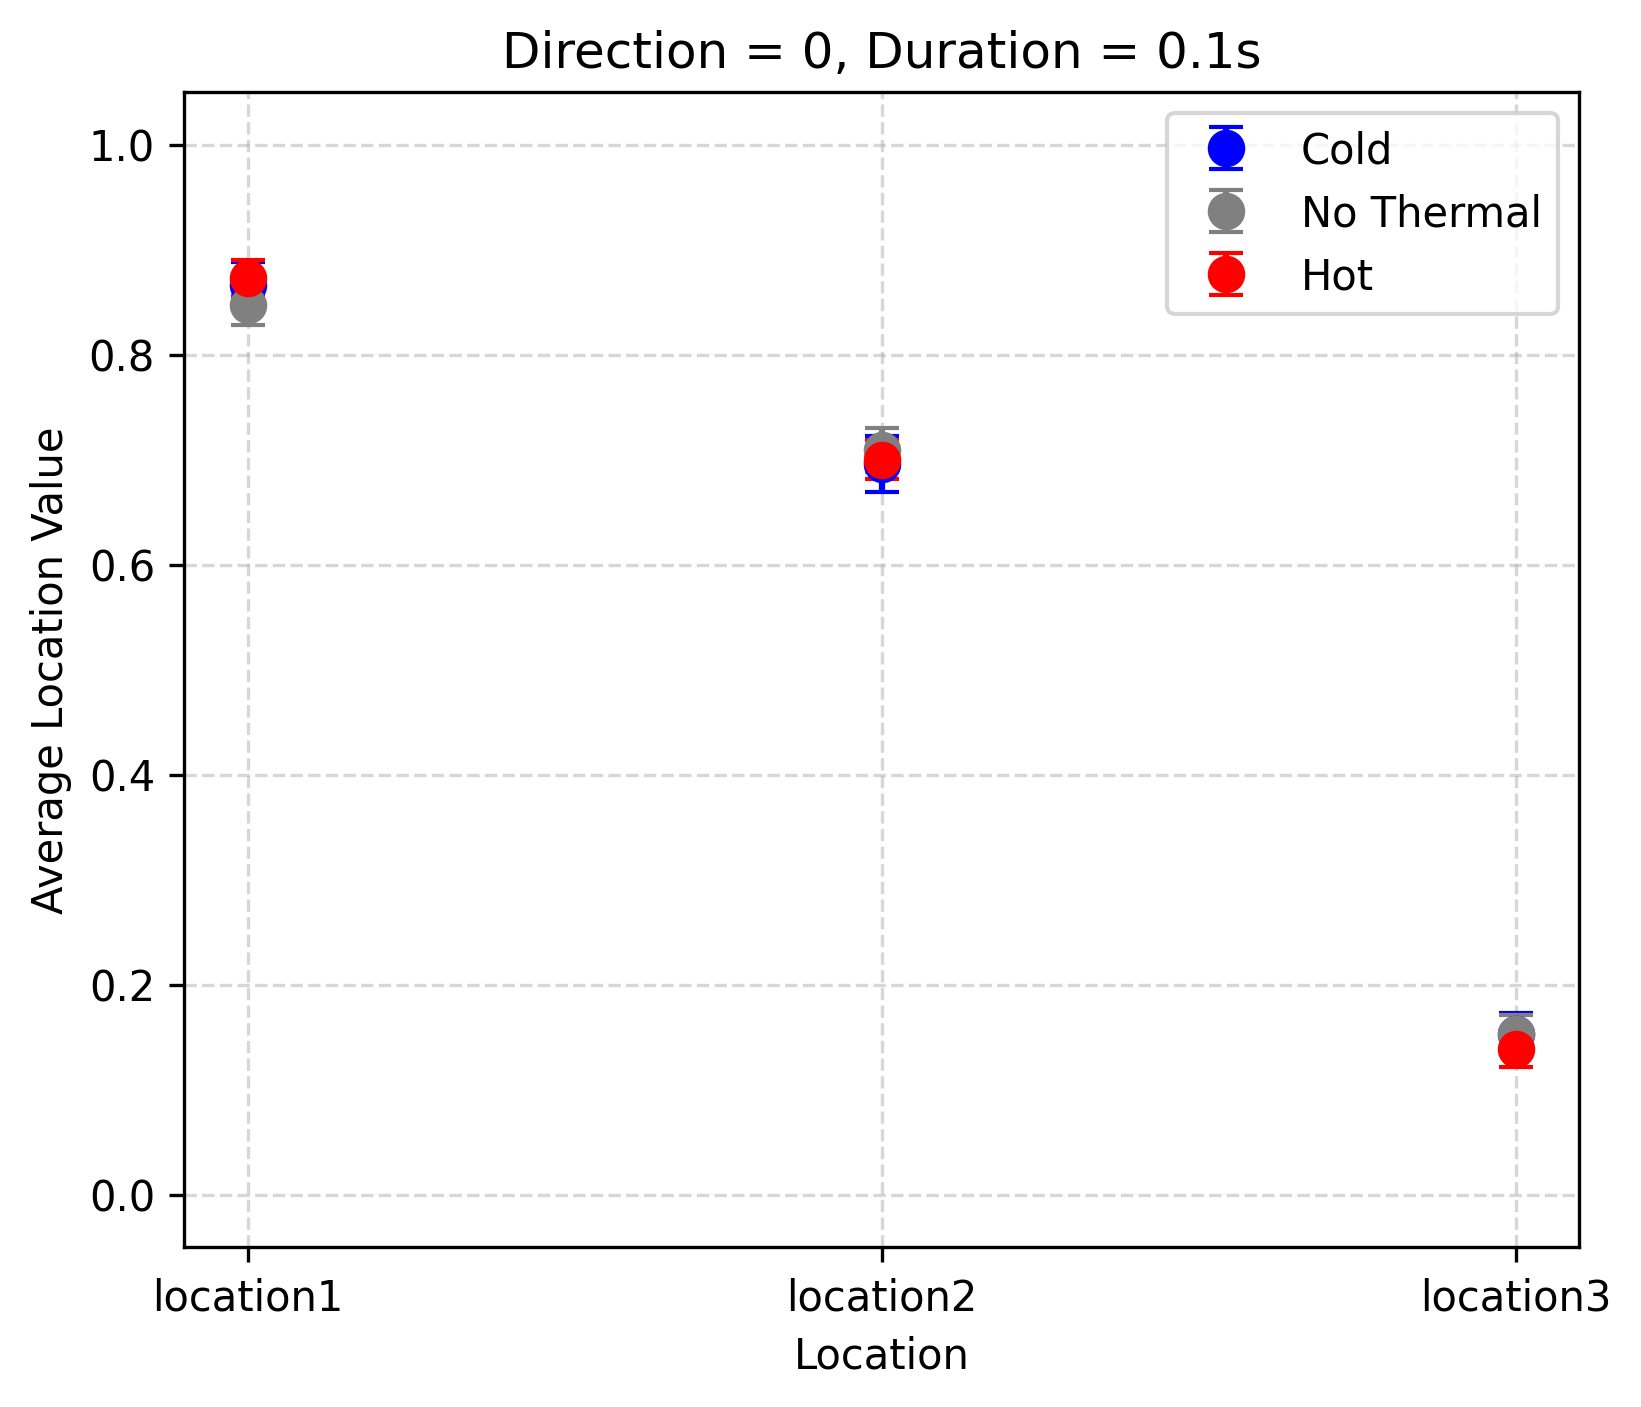 Direction = 0, Duration = 0.1s
Cold
No Thermal
Hot
1.0
0.8
0.6
0.4
0.2
0.0
Average Location Value
location1
location2
location3
Location